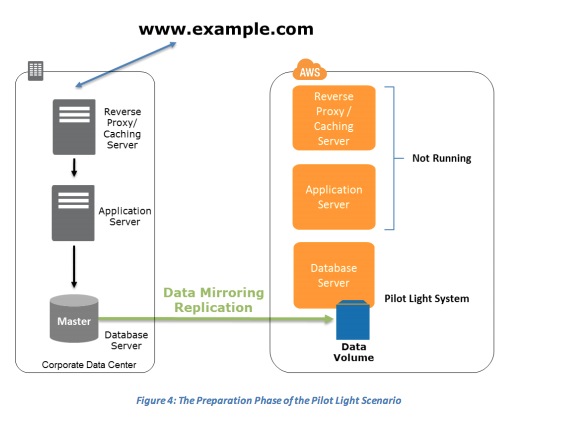 www.example.com
AWS
Reverse
Proxy/
Caching
Server
Reverse
Proxy /
Caching
Server
Not Running
Application
Server
Application
Server
Database
Server
Data Mirroring
Replication
Pilot Light System
Master
Database
Server
Data
Volume
Corporate Data Center
Figure 4: The Preparation Phase of the Pilot Light Scenario